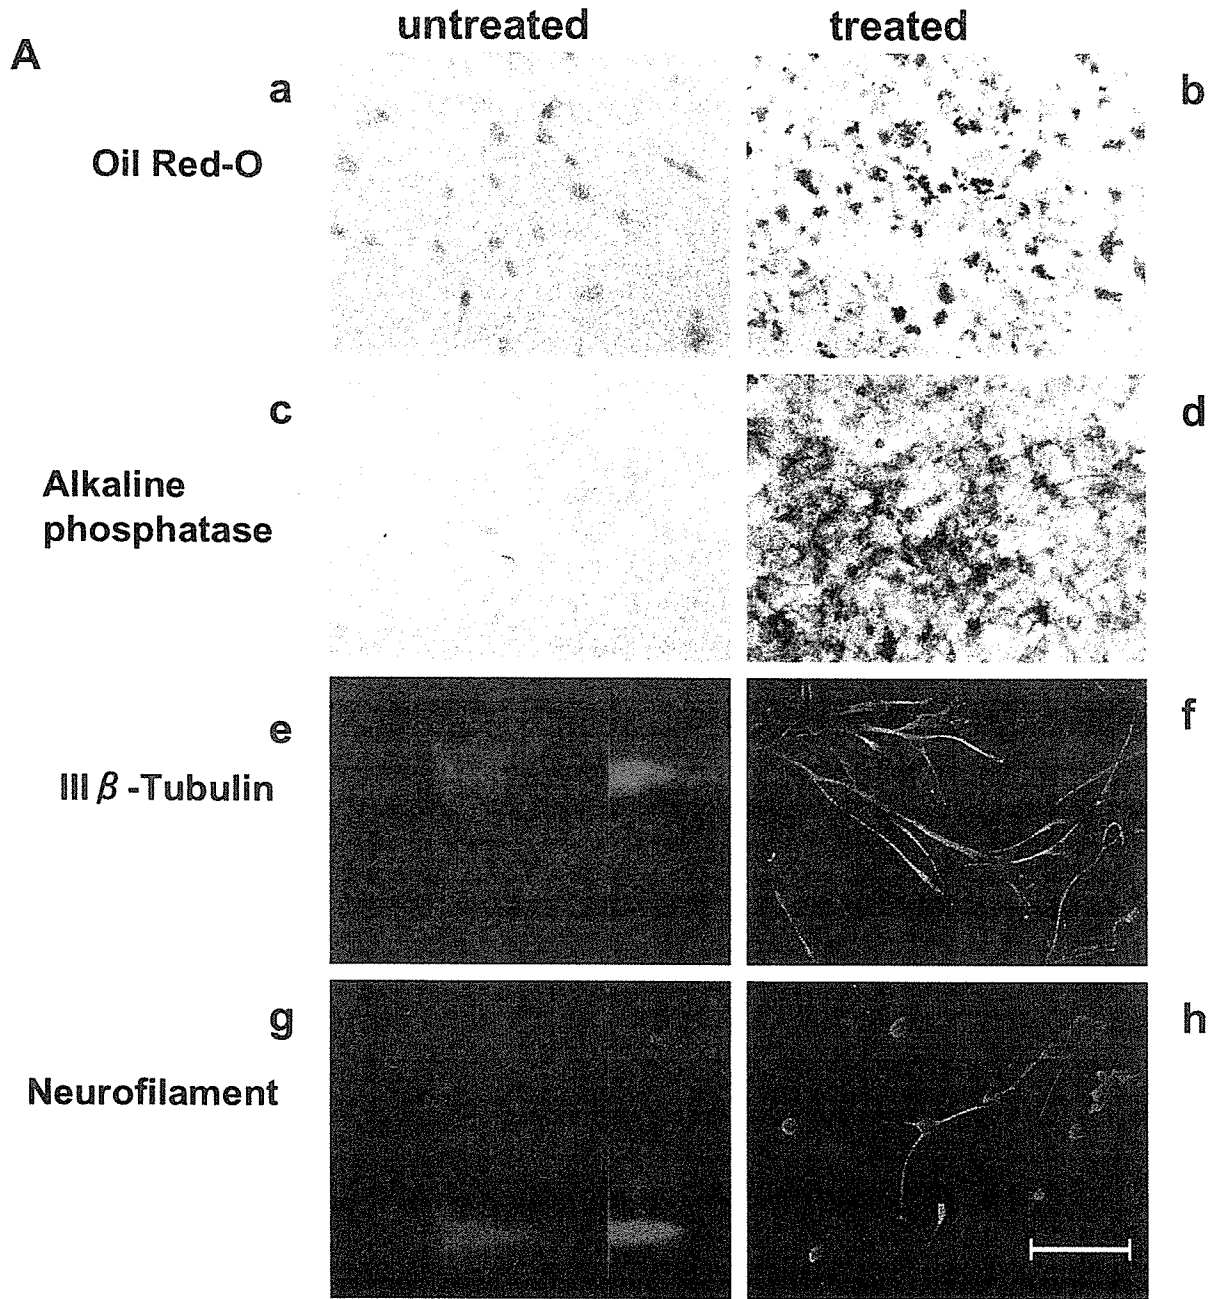 untreated treated
A
a b
Oil Red-O
c d
Alkaline
phosphatase
e f
III β -Tubulin
g h
Neurofilament